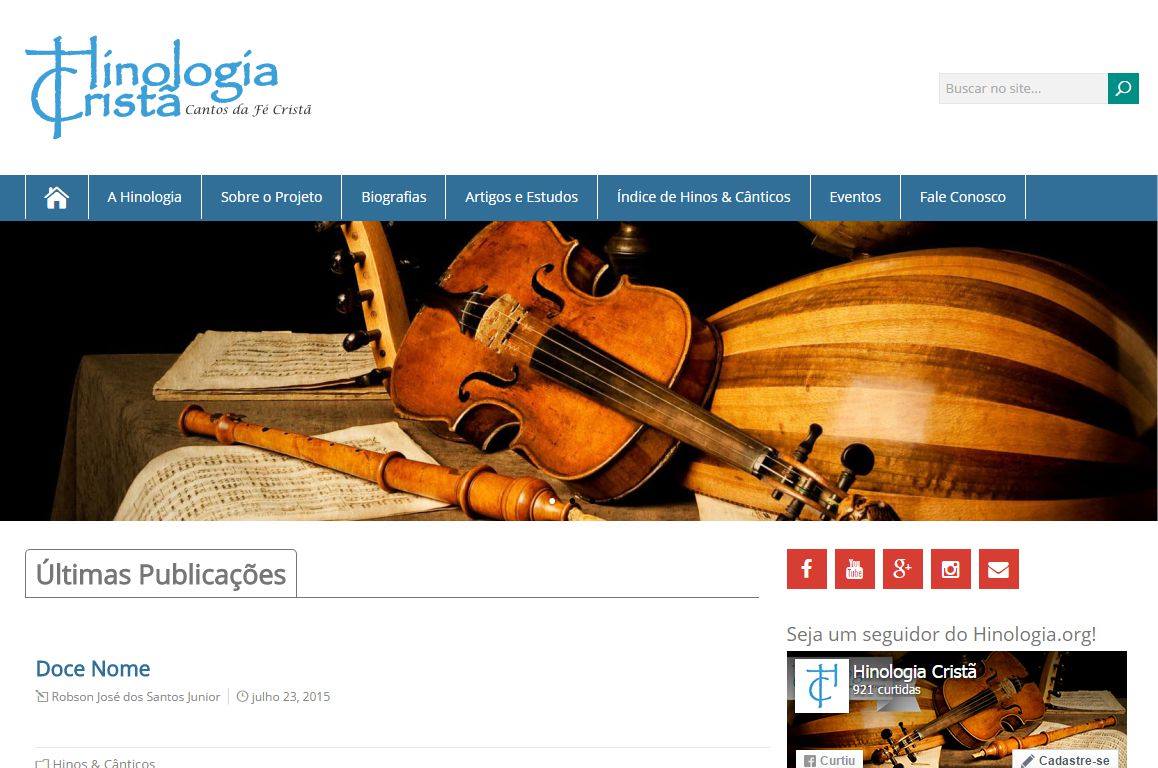 Hinologia
Cristã Cantos da Fé Cristã
Buscar no site...
A Hinologia Sobre o Projeto Biografias Artigos e Estudos Índice de Hinos & Cânticos Eventos Fale Conosco
Últimas Publicações
You Tube
g+
Seja um seguidor do Hinologia.org!
Doce Nome
Hinologia Cristã
921 curtidas
Robson José dos Santos Junior julho 23, 2015
Hinos & Cânticos
Curtiu Cadastre-se